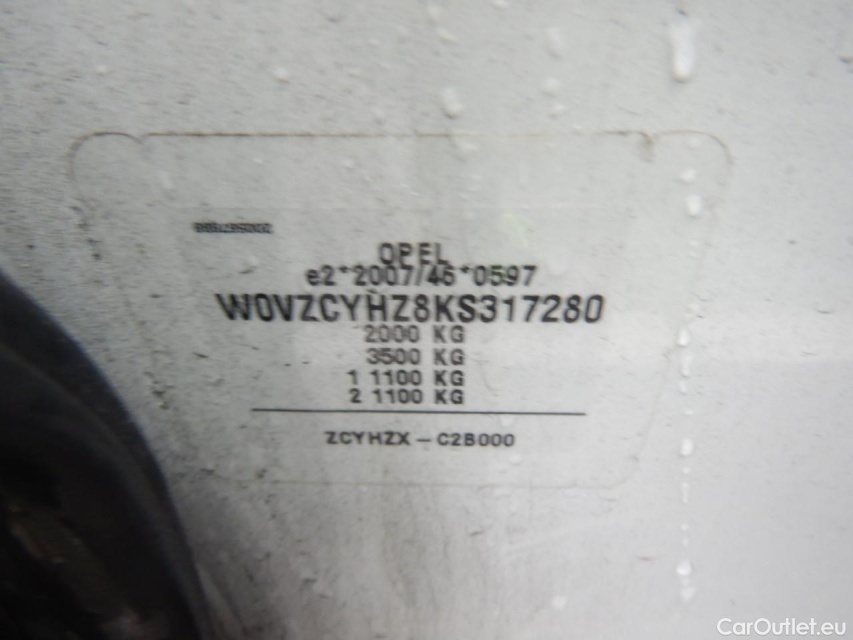 OPEL
e2*2007/46*0597
W0VZCYHZ8KS317280
2000 KG
3500 KG
1 1100 KG
2 1100 KG
ZCYHZX – C2B000
CarOutlet.eu